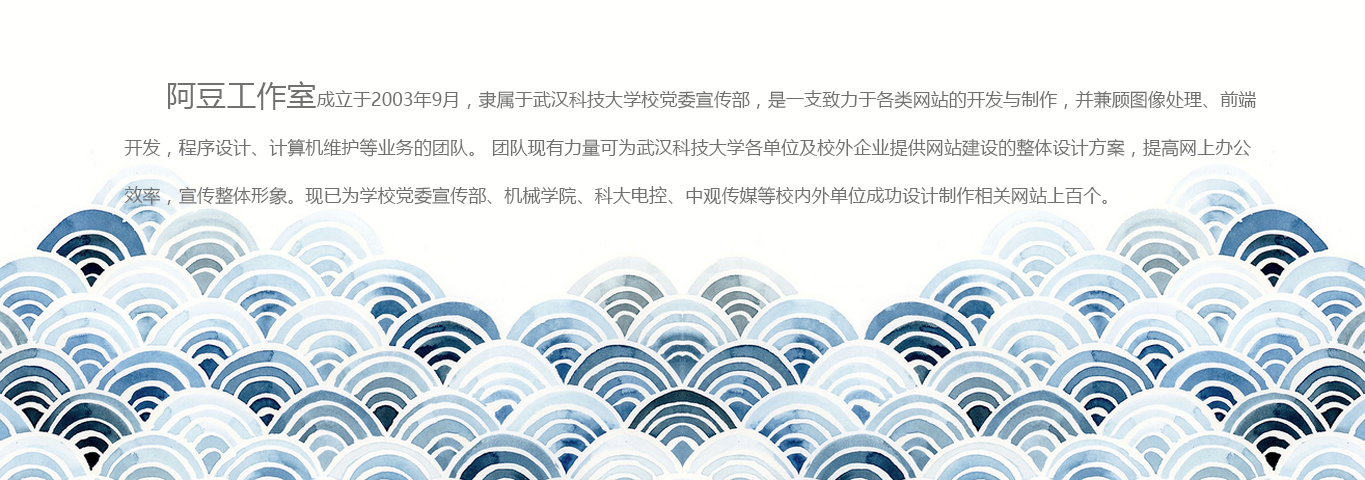 阿豆工作室成立于2003年9月，隶属于武汉科技大学校党委宣传部，是一支致力于各类网站的开发与制作，并兼顾图像处理、前端
开发，程序设计、计算机维护等业务的团队。 团队现有力量可为武汉科技大学各单位及校外企业提供网站建设的整体设计方案，提高网上办公
效率，宣传整体形象。现已为学校党委宣传部、机械学院、科大电控、中观传媒等校内外单位成功设计制作相关网站上百个。